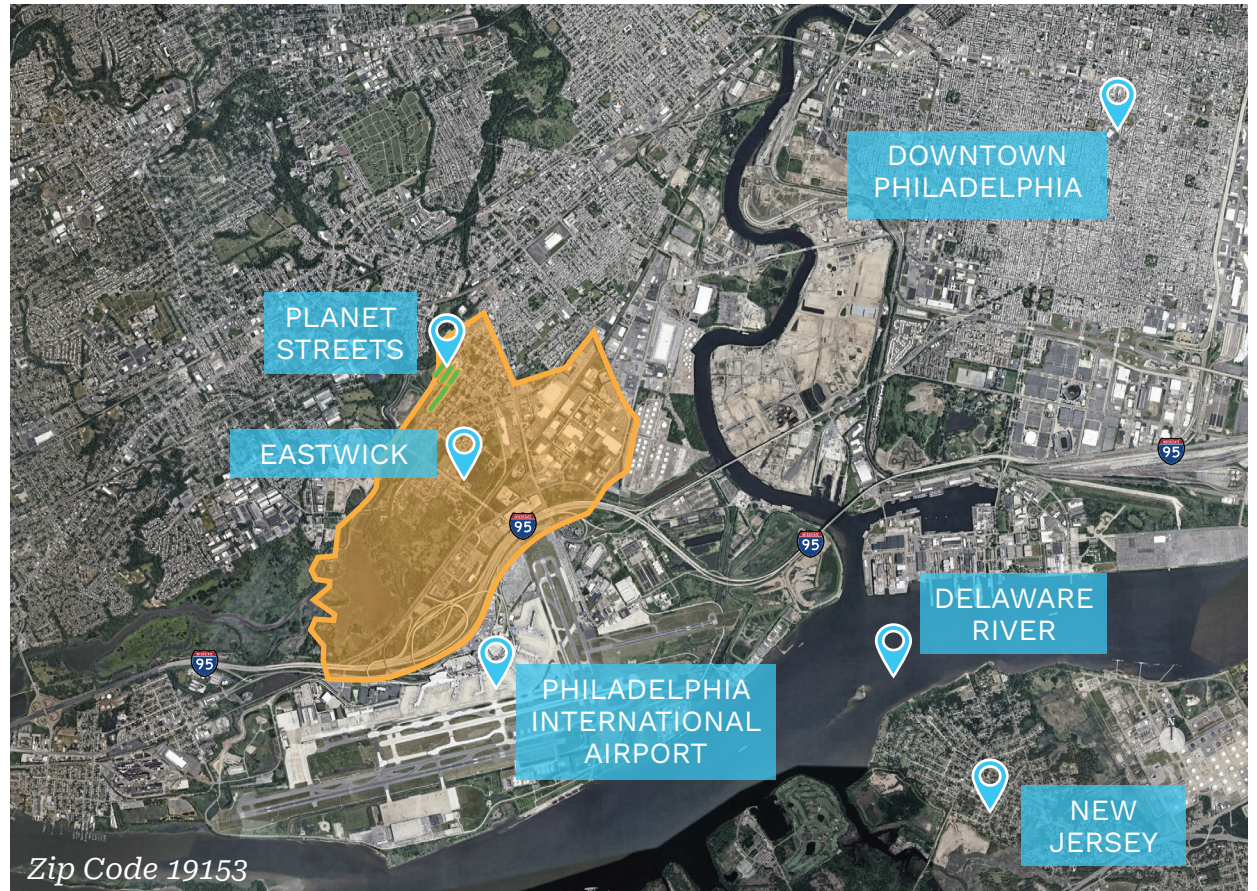 DOWNTOWN
PHILADELPHIA
PLANET
STREETS
EASTWICK
95
95
95
95
DELAWARE
RIVER
PHILADELPHIA
INTERNATIONAL
AIRPORT
N
NEW
JERSEY
Zip Code 19153